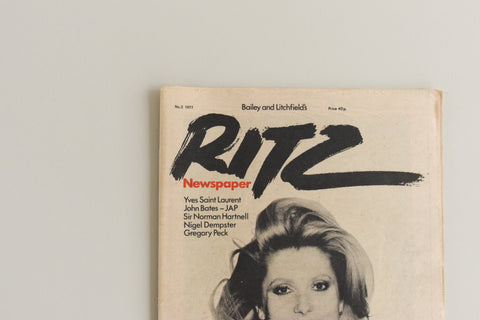 No.5 1977 Bailey and Litchfield's Price 40p.
RITZ
Newspaper
Yves Saint Laurent
John Bates – JAP
Sir Norman Hartnell
Nigel Dempster
Gregory Peck